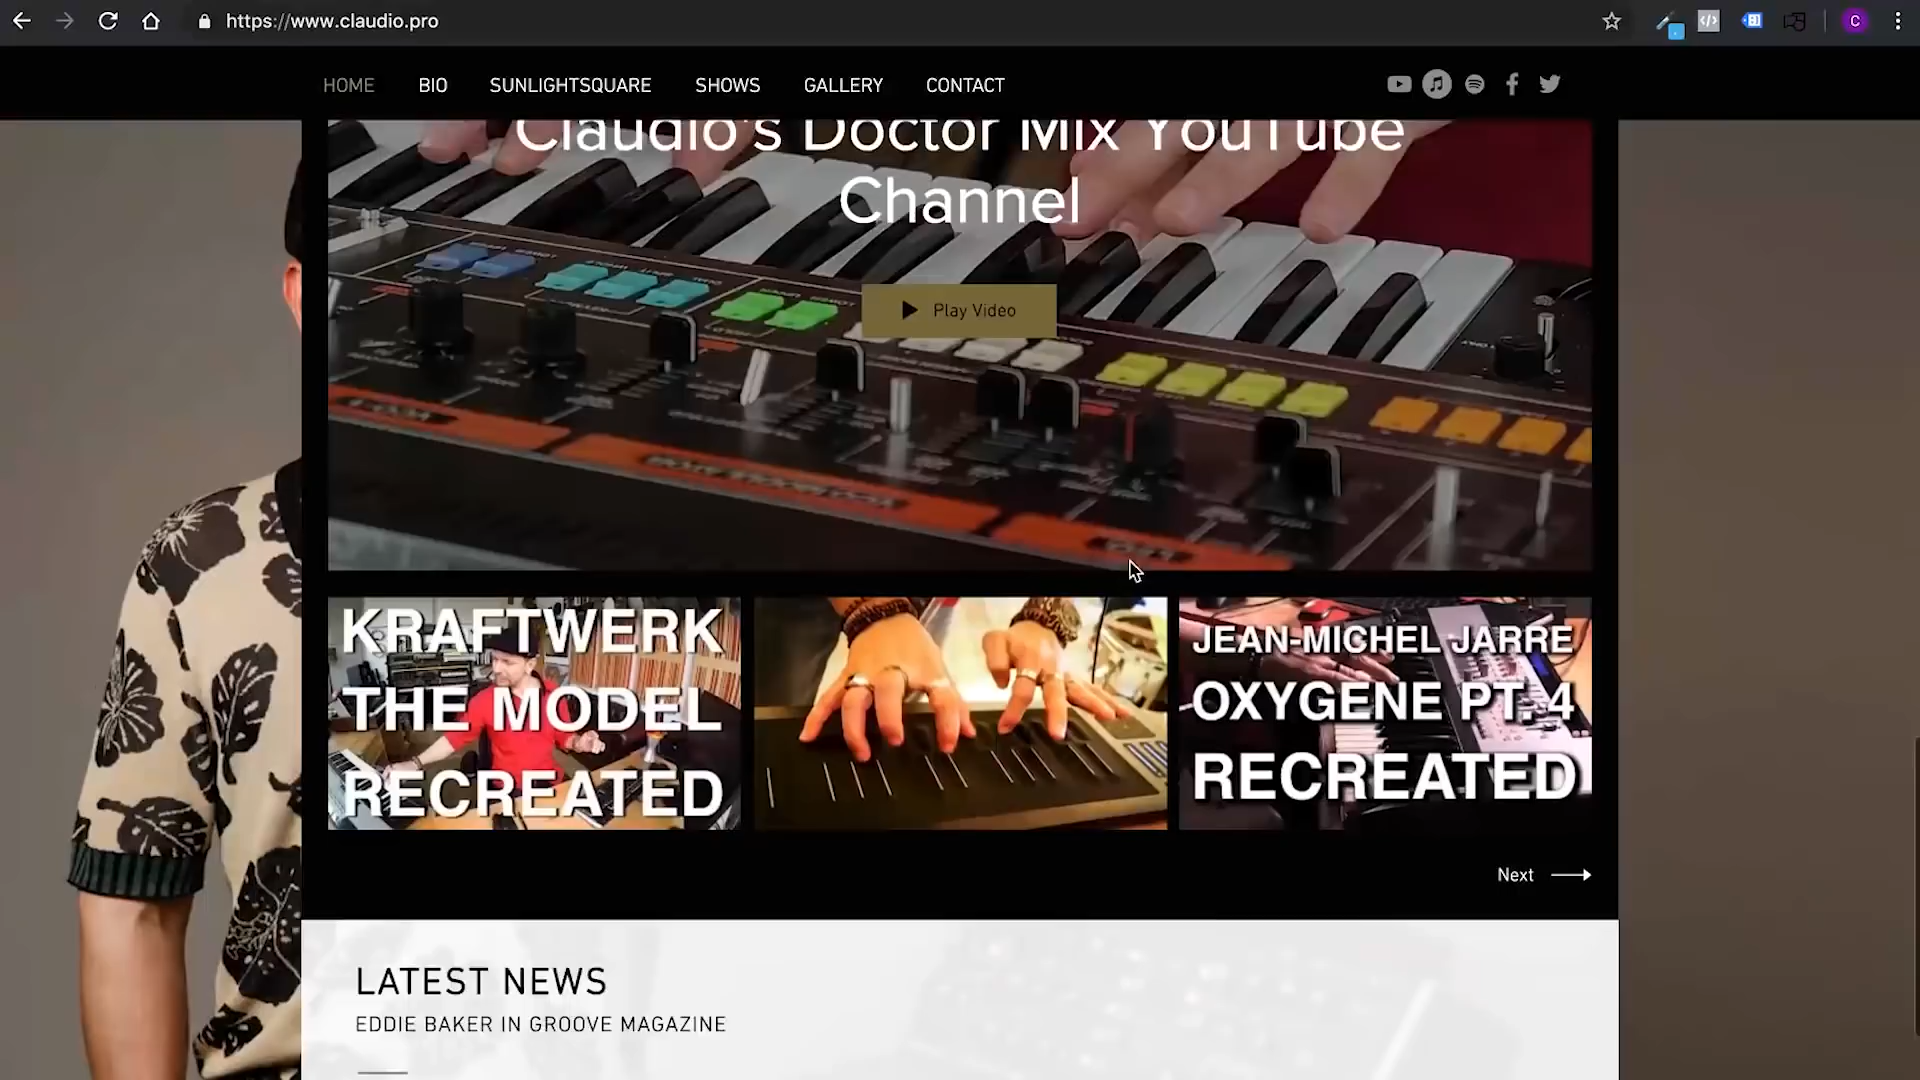 https://www.claudio.pro
C
HOME BIO SUNLIGHTSQUARE SHOWS GALLERY CONTACT
Claudio's Doctor Mix YouTube
Channel
Play Video
KRAFTWERK
THE MODEL
RECREATED
JEAN-MICHEL JARRE
OXYGENE PT. 4
RECREATED
Next
LATEST NEWS
EDDIE BAKER IN GROOVE MAGAZINE